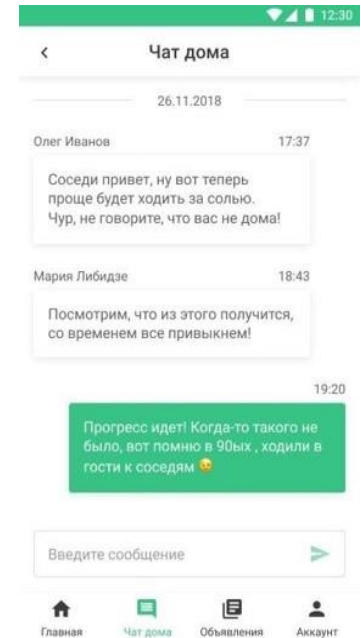 12:30
Чат дома
26.11.2018
Олег Иванов 17:37
Соседи привет, ну вот теперь
проще будет ходить за солью.
Чур, не говорите, что вас не дома!
Мария Либидзе 18:43
Посмотрим, что из этого получится,
со временем все привыкнем!
19:20
Прогресс идет! Когда-то такого не
было, вот помню в 90ых , ходили в
гости к соседям 😉
Введите сообщение
Главная Чат дома Объявления Аккаунт